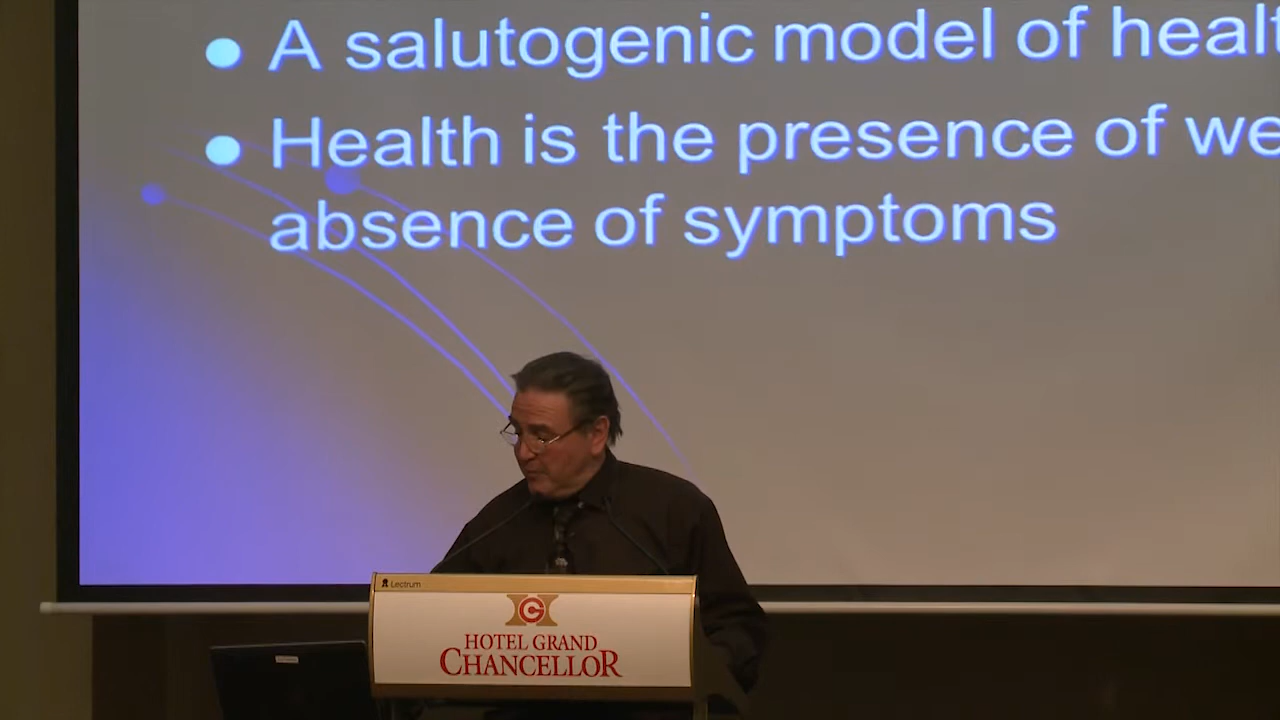 A salutogenic model of healt
Health is the presence of we
absence of symptoms
Lectrum
HOTEL GRAND
CHANCELLOR